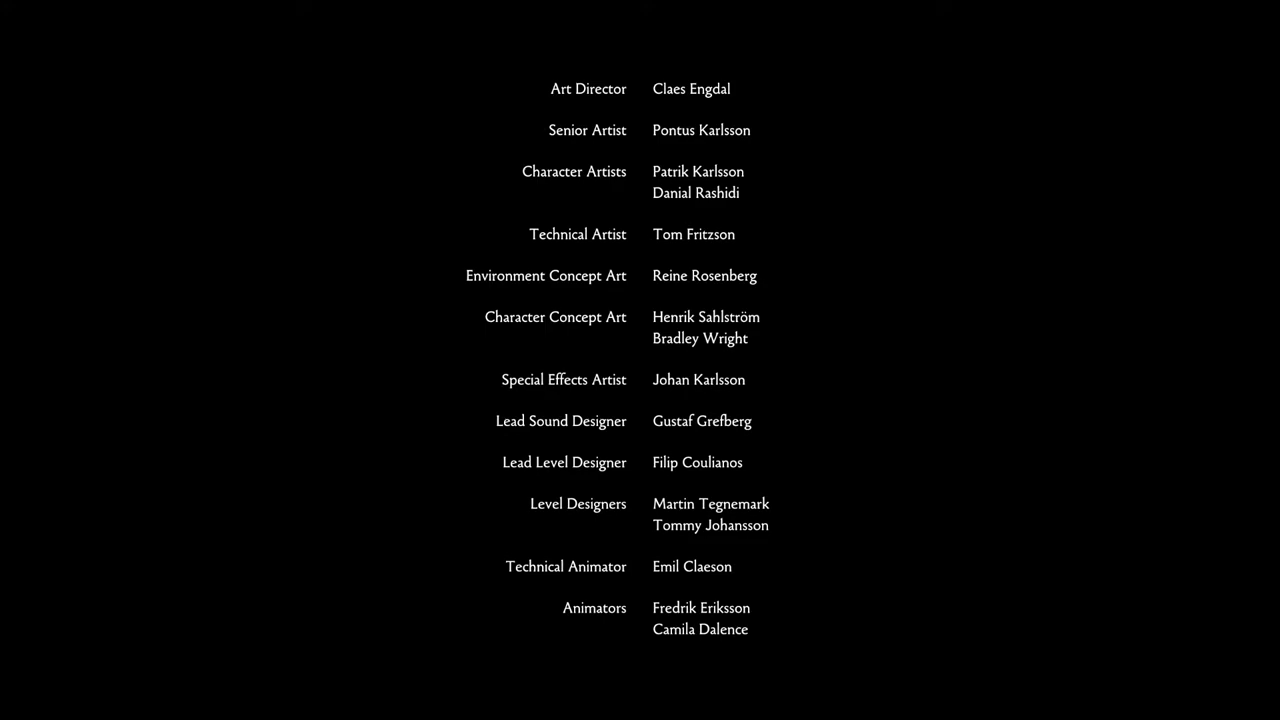 Art Director Claes Engdal
Senior Artist Pontus Karlsson
Character Artists Patrik Karlsson
Danial Rashidi
Technical Artist Tom Fritzson
Environment Concept Art Reine Rosenberg
Character Concept Art Henrik Sahlström
Bradley Wright
Special Effects Artist Johan Karlsson
Lead Sound Designer Gustaf Grefberg
Lead Level Designer Filip Coulianos
Level Designers Martin Tegnemark
Tommy Johansson
Technical Animator Emil Claeson
Animators Fredrik Eriksson
Camila Dalence